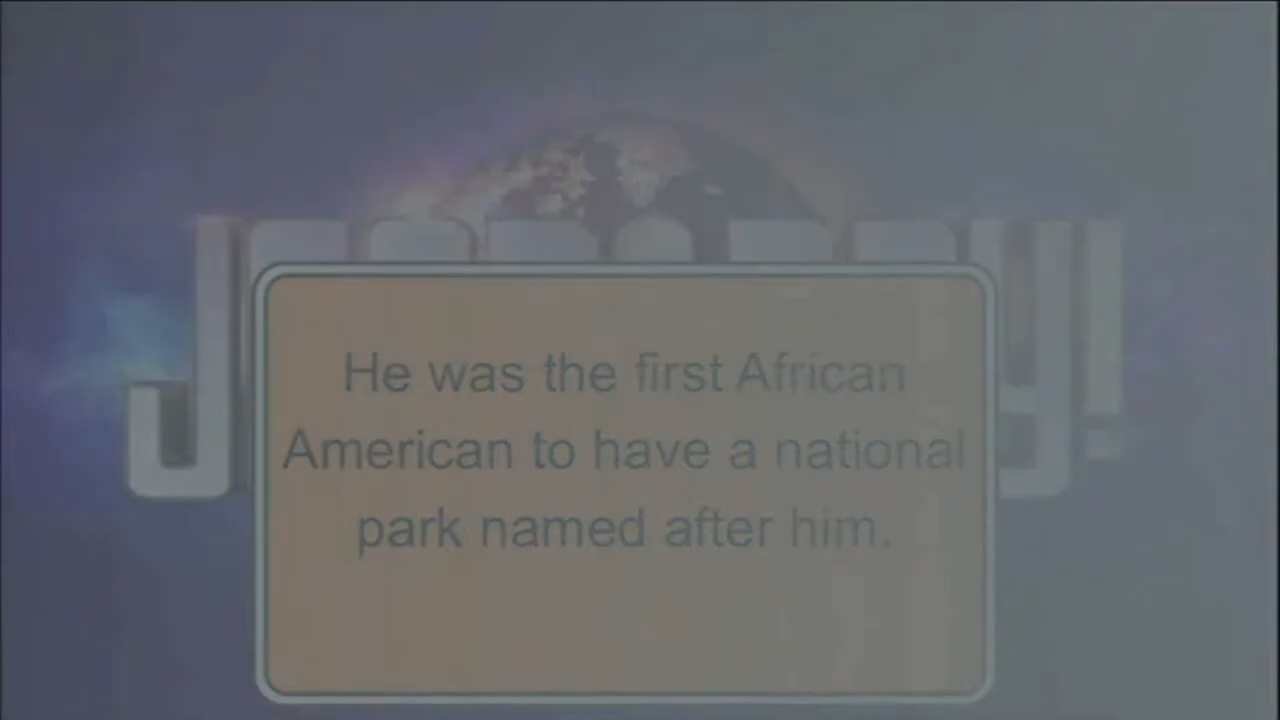 He was the first African
American to have a national
park named after him.